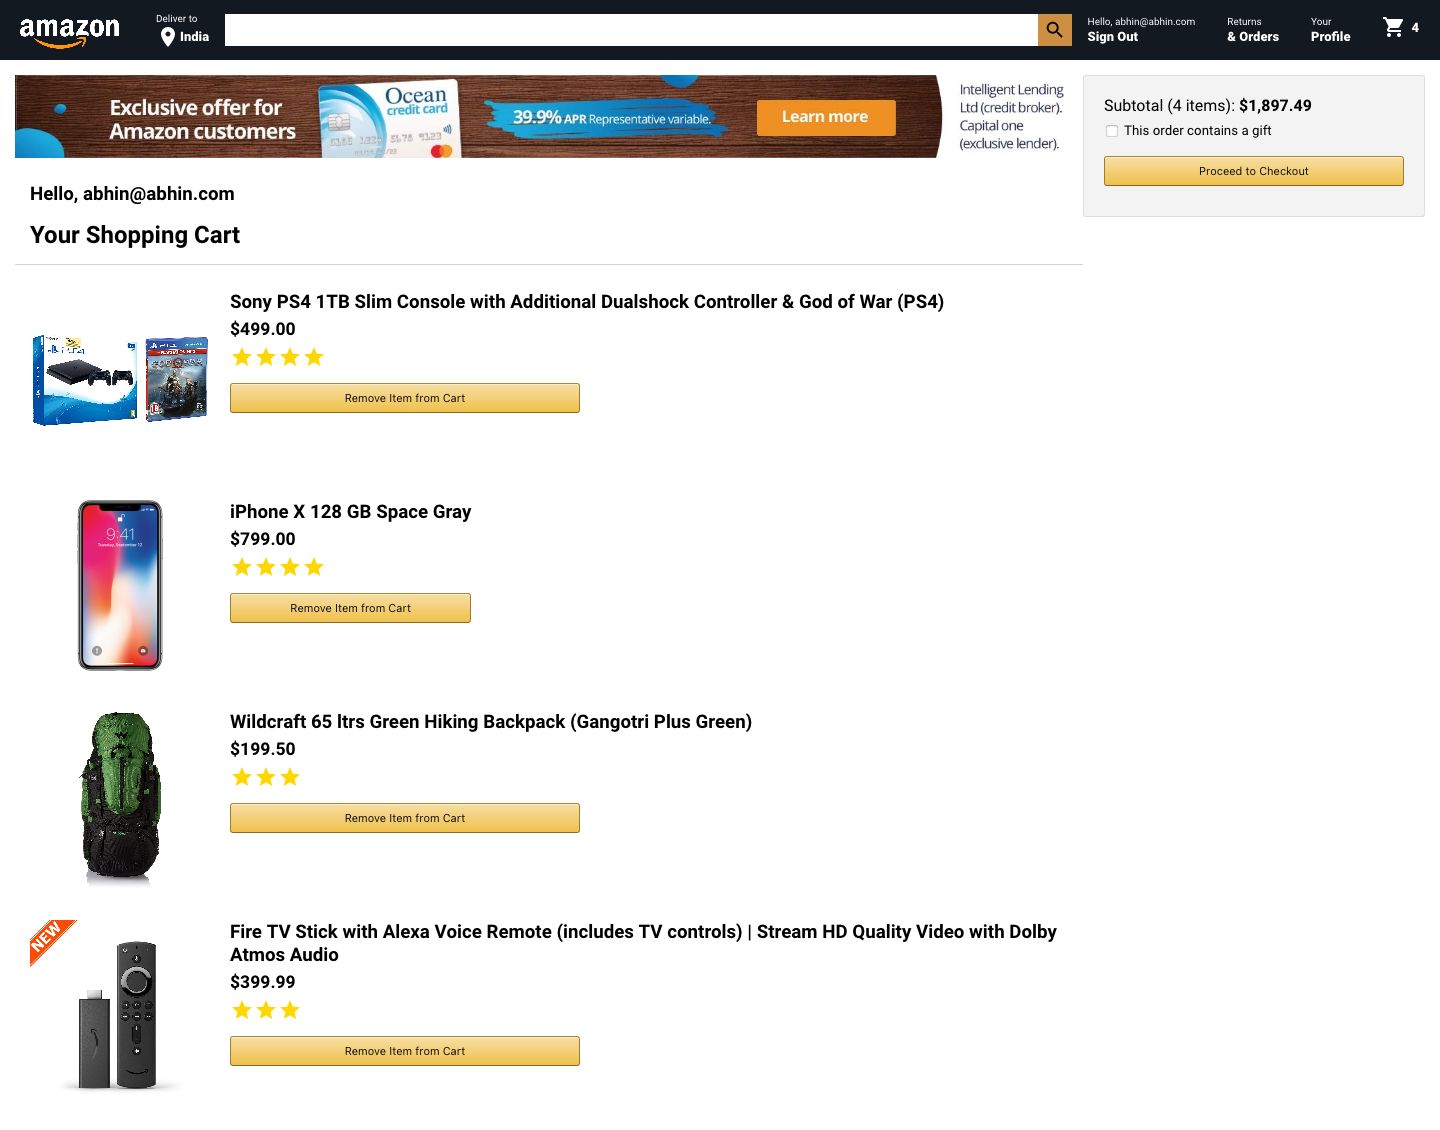 amazon
Deliver to
India
Hello, abhin@abhin.com
Sign Out
Returns
& Orders
Your
Profile
4
Exclusive offer for
Amazon customers
Ocean
credit card
39.9% APR Representative variable.
Learn more
Intelligent Lending
Ltd (credit broker).
Capital one
(exclusive lender).
Subtotal (4 items): $1,897.49
This order contains a gift
Proceed to Checkout
Hello, abhin@abhin.com
Your Shopping Cart
Sony PS4 1TB Slim Console with Additional Dualshock Controller & God of War (PS4)
$499.00
Remove Item from Cart
PS4
iPhone X 128 GB Space Gray
$799.00
Remove Item from Cart
9:41
Tuesday, September 12
Wildcraft 65 ltrs Green Hiking Backpack (Gangotri Plus Green)
$199.50
Remove Item from Cart
NEW
Fire TV Stick with Alexa Voice Remote (includes TV controls) | Stream HD Quality Video with Dolby
Atmos Audio
$399.99
Remove Item from Cart